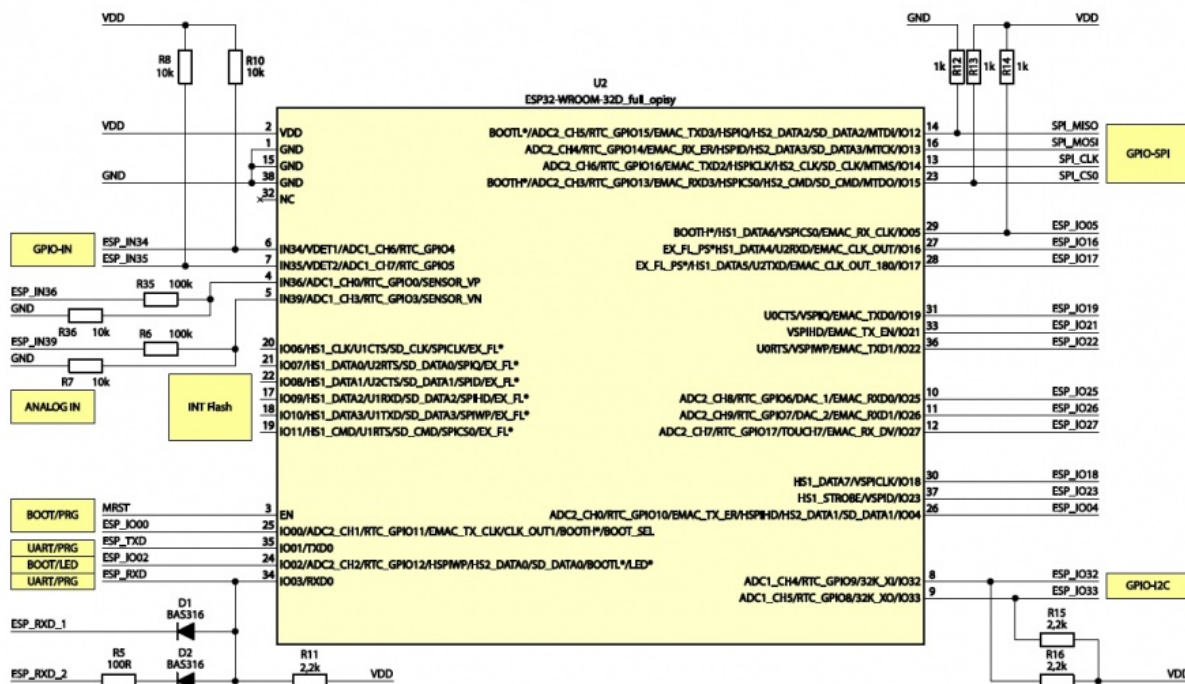 VDD
GND
VDD
R8
10k
R10
10k
1k
R12
R13
1k
R14
1k
U2
ESP32-WROOM-32D_full_opisy
VDD
2
VDD
1
GND
15
GND
GND
38
GND
32
NC
BOOTL*/ADC2_CH5/RTC_GPIO15/EMAC_TXD3/HSPIQ/HS2_DATA2/SD_DATA2/MTDI/IO12
14
SPI_MISO
ADC2_CH4/RTC_GPIO14/EMAC_RX_ER/HSPID/HS2_DATA3/SD_DATA3/MTCK/IO13
16
SPI_MOSI
ADC2_CH6/RTC_GPIO16/EMAC_TXD2/HSPICLK/HS2_CLK/SD_CLK/MTMS/IO14
13
SPI_CLK
BOOTH*/ADC2_CH3/RTC_GPIO13/EMAC_RXD3/HSPICS0/HS2_CMD/SD_CMD/MTDO/IO15
23
SPI_CS0
GPIO-SPI
BOOTH*/HS1_DATA6/VSPICS0/EMAC_RX_CLK/IO05
29
ESP_IO05
EX_FL_PS*HS1_DATA4/U2RXD/EMAC_CLK_OUT/IO16
27
ESP_IO16
EX_FL_PS*/HS1_DATA5/U2TXD/EMAC_CLK_OUT_180/IO17
28
ESP_IO17
GPIO-IN
ESP_IN34
6
IN34/VDET1/ADC1_CH6/RTC_GPIO4
ESP_IN35
7
IN35/VDET2/ADC1_CH7/RTC_GPIO5
4
IN36/ADC1_CH0/RTC_GPIO0/SENSOR_VP
ESP_IN36
R35
100k
5
IN39/ADC1_CH3/RTC_GPIO3/SENSOR_VN
GND
R36
10k
ESP_IN39
R6
100k
GND
R7
10k
ANALOG IN
U0CTS/VSPIQ/EMAC_TXD0/IO19
31
ESP_IO19
VSPIHD/EMAC_TX_EN/IO21
33
ESP_IO21
U0RTS/VSPIWP/EMAC_TXD1/IO22
36
ESP_IO22
20
IO06/HS1_CLK/U1CTS/SD_CLK/SPICLK/EX_FL*
21
IO07/HS1_DATA0/U2RTS/SD_DATA0/SPIQ/EX_FL*
22
IO08/HS1_DATA1/U2CTS/SD_DATA1/SPID/EX_FL*
17
IO09/HS1_DATA2/U1RXD/SD_DATA2/SPIHD/EX_FL*
18
IO10/HS1_DATA3/U1TXD/SD_DATA3/SPIWP/EX_FL*
19
IO11/HS1_CMD/U1RTS/SD_CMD/SPICS0/EX_FL*
INT Flash
ADC2_CH8/RTC_GPIO6/DAC_1/EMAC_RXD0/IO25
10
ESP_IO25
ADC2_CH9/RTC_GPIO7/DAC_2/EMAC_RXD1/IO26
11
ESP_IO26
ADC2_CH7/RTC_GPIO17/TOUCH7/EMAC_RX_DV/IO27
12
ESP_IO27
HS1_DATA7/VSPICLK/IO18
30
ESP_IO18
HS1_STROBE/VSPID/IO23
37
ESP_IO23
ADC2_CH0/RTC_GPIO10/EMAC_TX_ER/HSPIHD/HS2_DATA1/SD_DATA1/IO04
26
ESP_IO04
BOOT/PRG
MRST
3
EN
ESP_IO00
25
IO00/ADC2_CH1/RTC_GPIO11/EMAC_TX_CLK/CLK_OUT1/BOOTH*/BOOT_SEL
UART/PRG
ESP_TXD
35
IO01/TXD0
BOOT/LED
ESP_IO02
24
IO02/ADC2_CH2/RTC_GPIO12/HSPIWP/HS2_DATA0/SD_DATA0/BOOTL*/LED*
UART/PRG
ESP_RXD
34
IO03/RXD0
ADC1_CH4/RTC_GPIO9/32K_XI/IO32
8
ESP_IO32
ADC1_CH5/RTC_GPIO8/32K_XO/IO33
9
ESP_IO33
GPIO-I2C
D1
BAS316
ESP_RXD_1
R5
100R
D2
BAS316
ESP_RXD_2
R11
2,2k
VDD
R15
2,2k
R16
2,2k
VDD